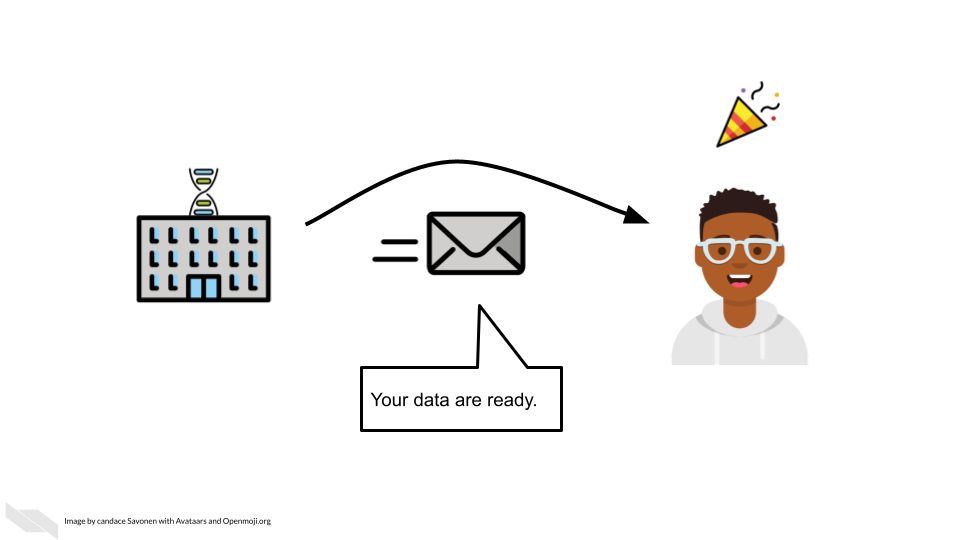 Your data are ready.
Image by candace Savonen with Avataars and Openmoji.org